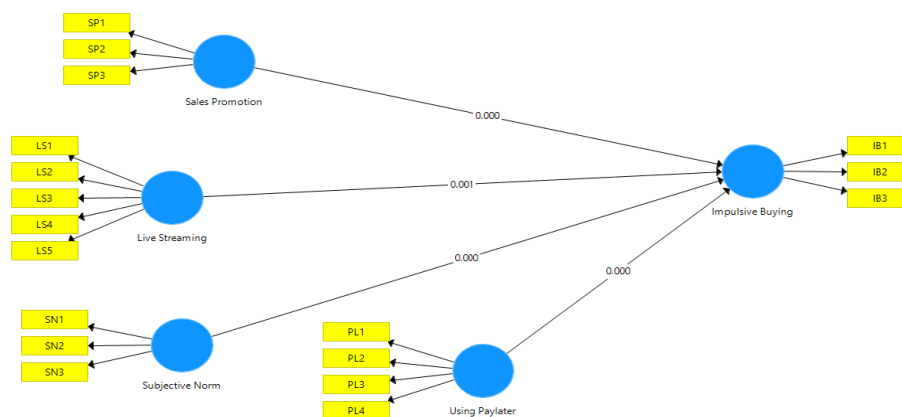 SP1
SP2
SP3
Sales Promotion
0.000
LS1
LS2
LS3
LS4
LS5
Live Streaming
0.001
IB1
IB2
IB3
Impulsive Buying
0.000
0.000
SN1
SN2
SN3
Subjective Norm
PL1
PL2
PL3
PL4
Using Paylater